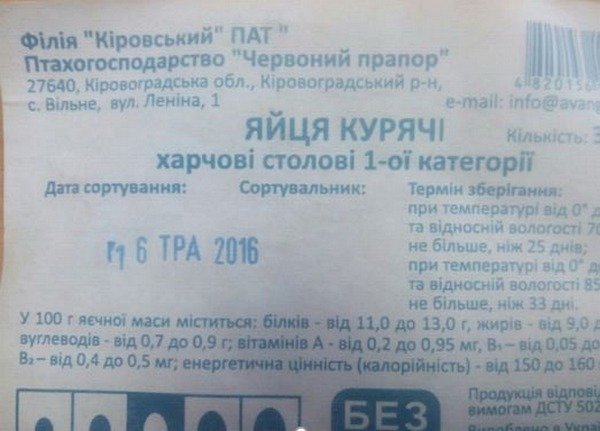 Філія "Кіровський" ПАТ "
Птахогосподарство "Червоний прапор"
27640, Кіровоградська обл., Кіровоградський р-н,
с. Вільне, вул. Леніна, 1
4 820156
e-mail: info@avang
ЯЙЦЯ КУРЯЧІ
Кількість: 3
харчові столові 1-ої категорії
Дата сортування:
Сортувальник:
Термін зберігання:
при температурі від 0° д
та відносній вологості 70
не більше, ніж 25 днів;
при температурі від 0° д
та відносній вологості 85
не більше, ніж 33 дні.
6 ТРА 2016
У 100 г яєчної маси міститься: білків - від 11,0 до 13,0 г, жирів - від 9,0 д
вуглеводів - від 0,7 до 0,9 г; вітамінів А - від 0,2 до 0,95 мг, В₁ – від 0,05 до
В₂ – від 0,4 до 0,5 мг; енергетична цінність (калорійність) - від 150 до 160
БЕЗ
Продукція відпові
вимогам ДСТУ 502
Вироблено в Украї